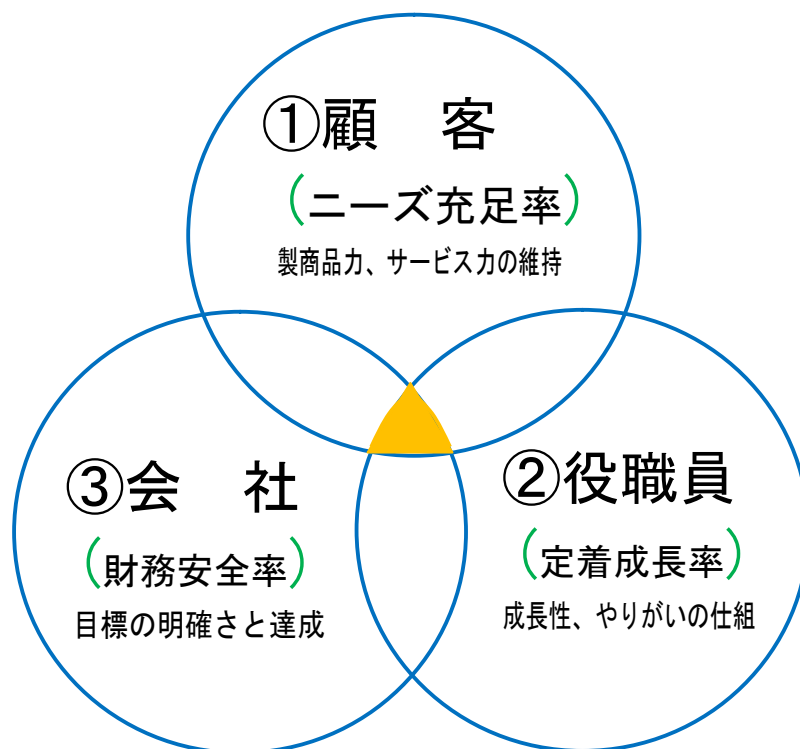 ①顧　客
(ニーズ充足率)
製商品力、サービス力の維持
②役職員
(定着成長率)
成長性、やりがいの仕組
③会　社
(財務安全率)
目標の明確さと達成